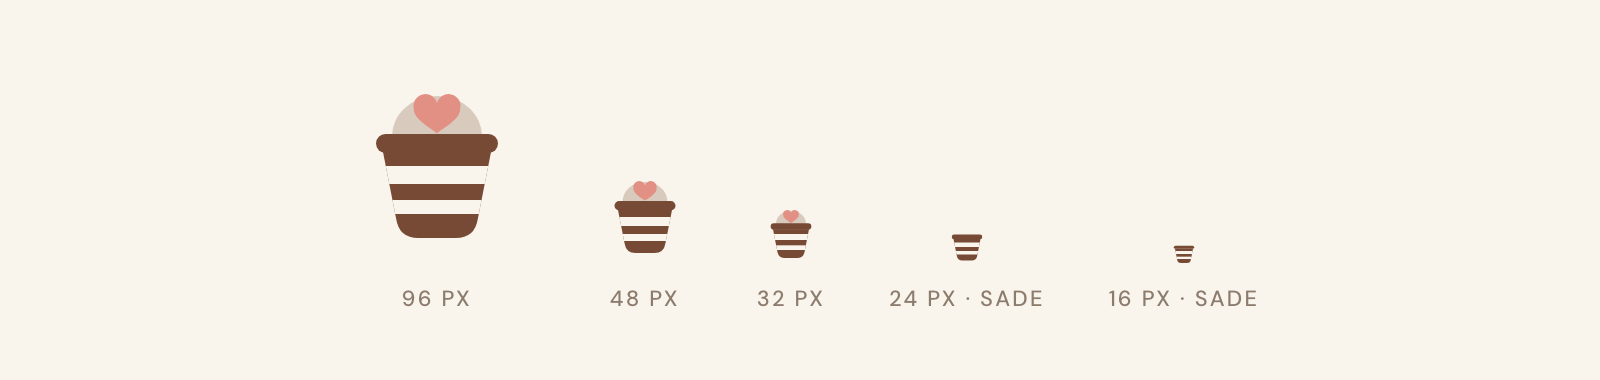 96 PX
48 PX
32 PX
24 PX · SADE
16 PX · SADE